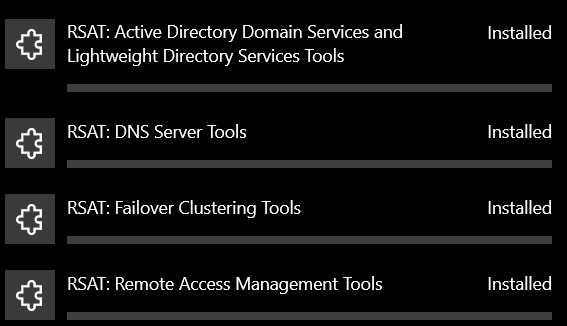 RSAT: Active Directory Domain Services and Installed
Lightweight Directory Services Tools
RSAT: DNS Server Tools Installed
RSAT: Failover Clustering Tools Installed
RSAT: Remote Access Management Tools Installed